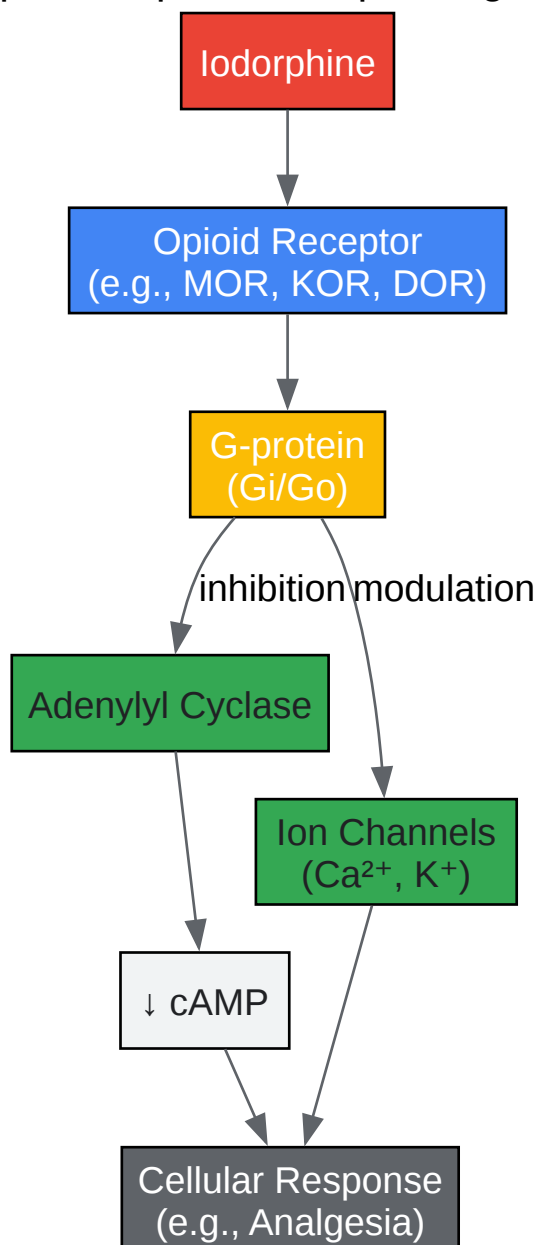 Iodorphine
Opioid Receptor
(e.g., MOR, KOR, DOR)
G-protein
(Gi/Go)
inhibition
modulation
Adenylyl Cyclase
Ion Channels
(Ca²⁺, K⁺)
↓ cAMP
Cellular Response
(e.g., Analgesia)